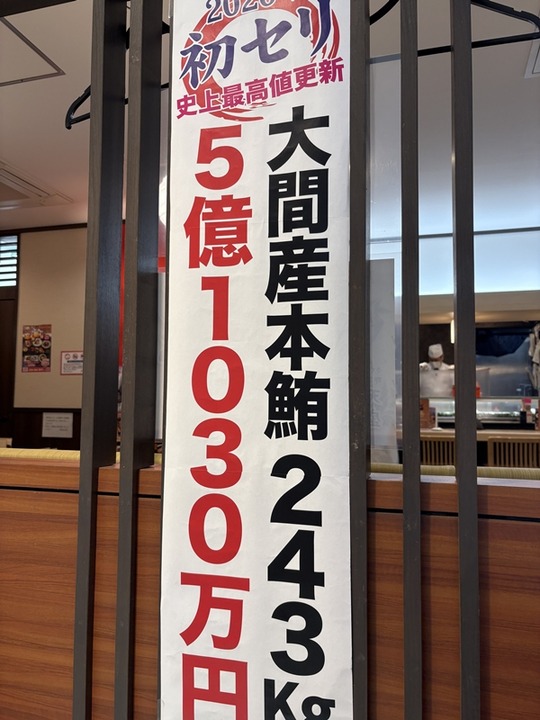 2026
初セリ
史上最高値更新
大間産本鮪 243Kg
5億1030万円